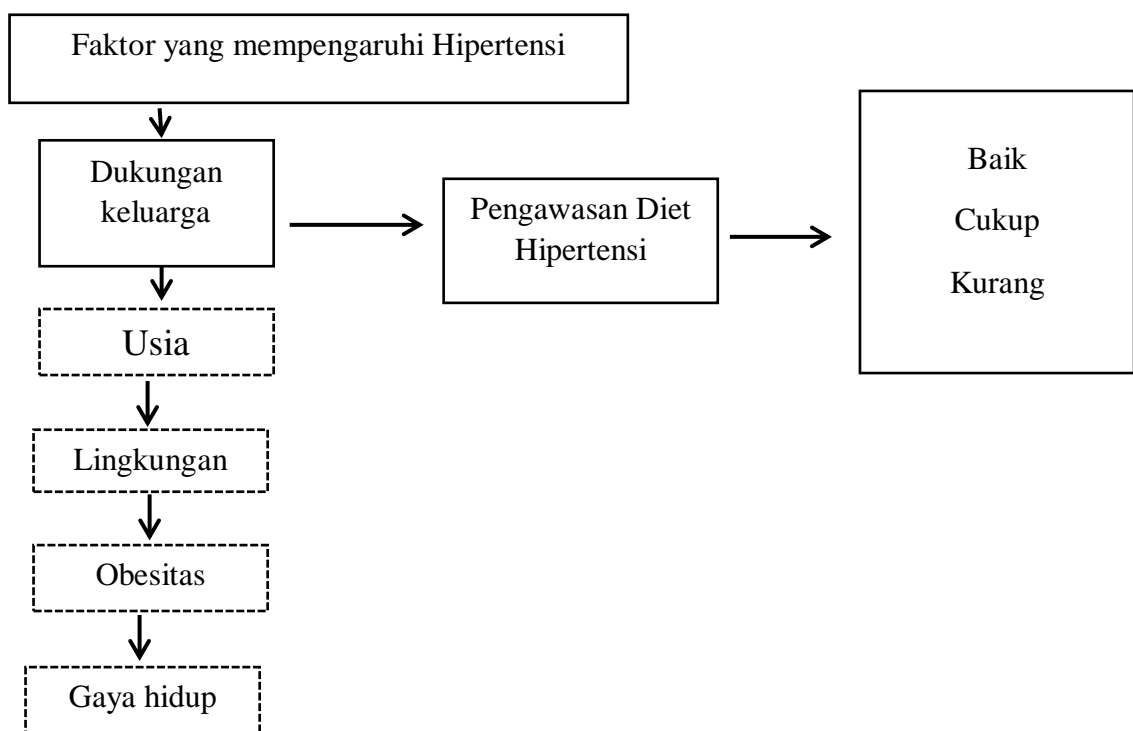 Faktor yang mempengaruhi Hipertensi
Dukungan
keluarga
Pengawasan Diet
Hipertensi
Baik
Cukup
Kurang
Usia
Lingkungan
Obesitas
Gaya hidup